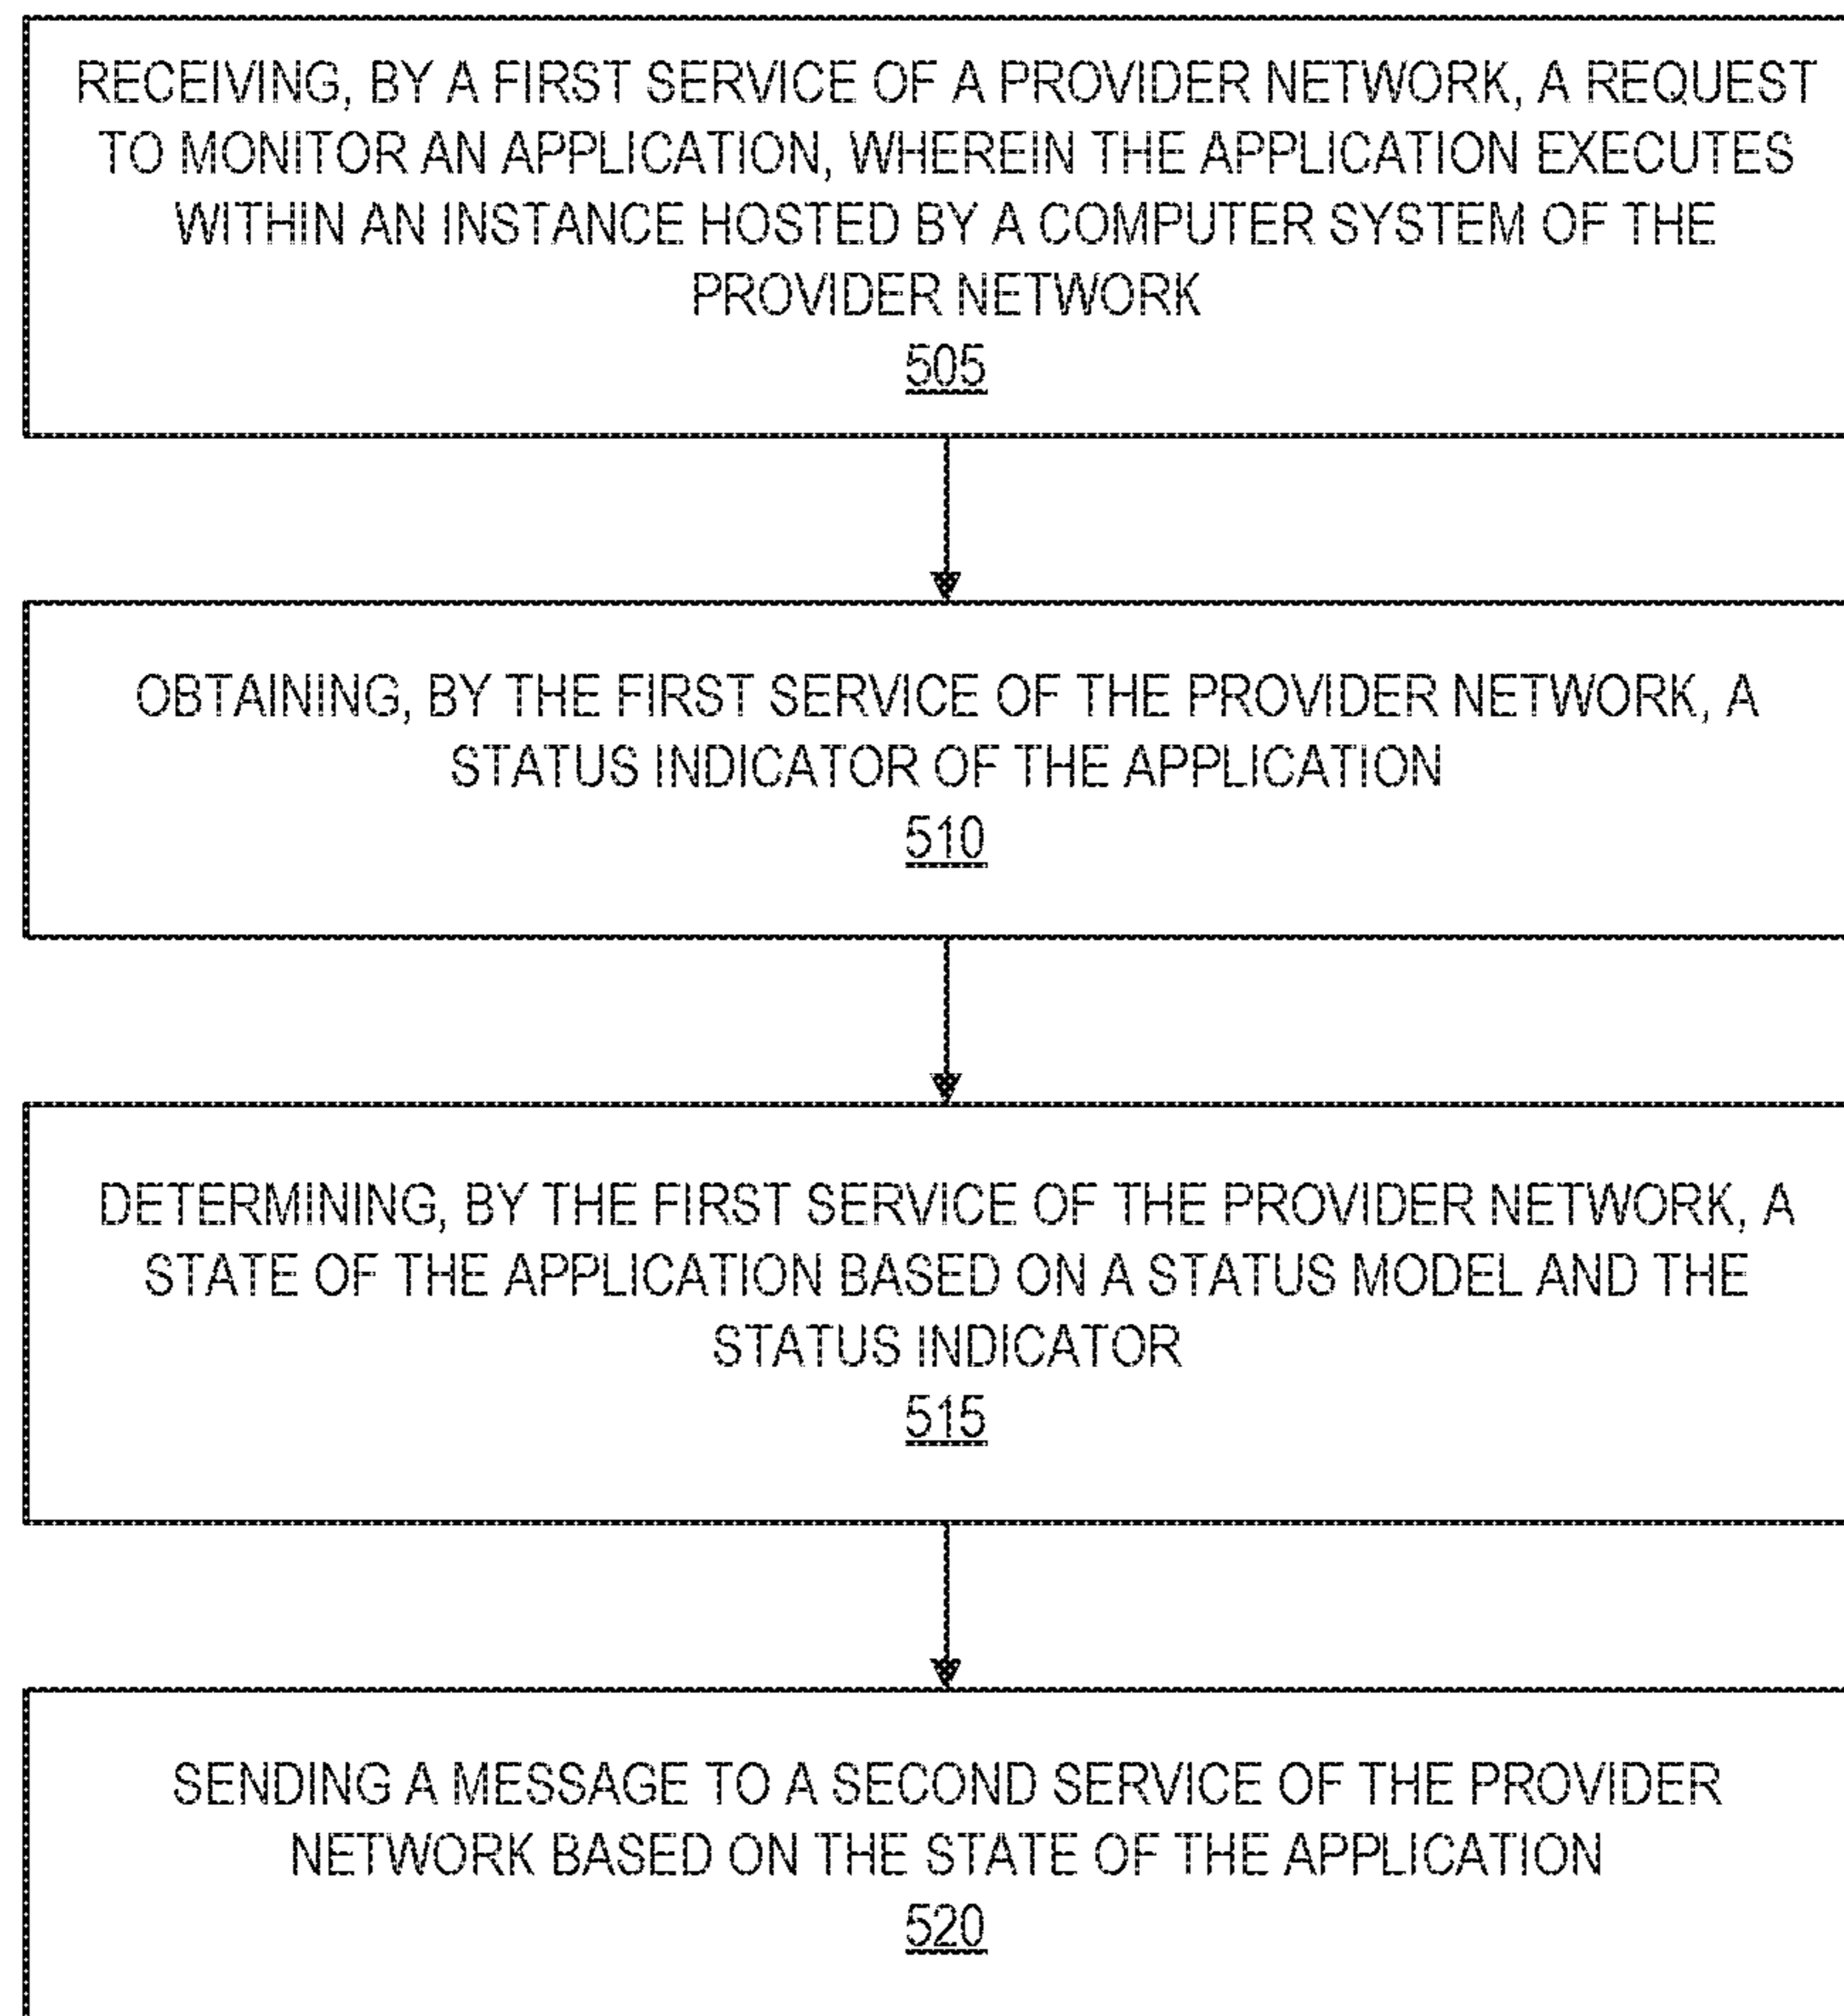 RECEIVING, BY A FIRST SERVICE OF A PROVIDER NETWORK, A REQUEST
TO MONITOR AN APPLICATION, WHEREIN THE APPLICATION EXECUTES
WITHIN AN INSTANCE HOSTED BY A COMPUTER SYSTEM OF THE
PROVIDER NETWORK
505
OBTAINING, BY THE FIRST SERVICE OF THE PROVIDER NETWORK, A
STATUS INDICATOR OF THE APPLICATION
510
DETERMINING, BY THE FIRST SERVICE OF THE PROVIDER NETWORK, A
STATE OF THE APPLICATION BASED ON A STATUS MODEL AND THE
STATUS INDICATOR
515
SENDING A MESSAGE TO A SECOND SERVICE OF THE PROVIDER
NETWORK BASED ON THE STATE OF THE APPLICATION
520